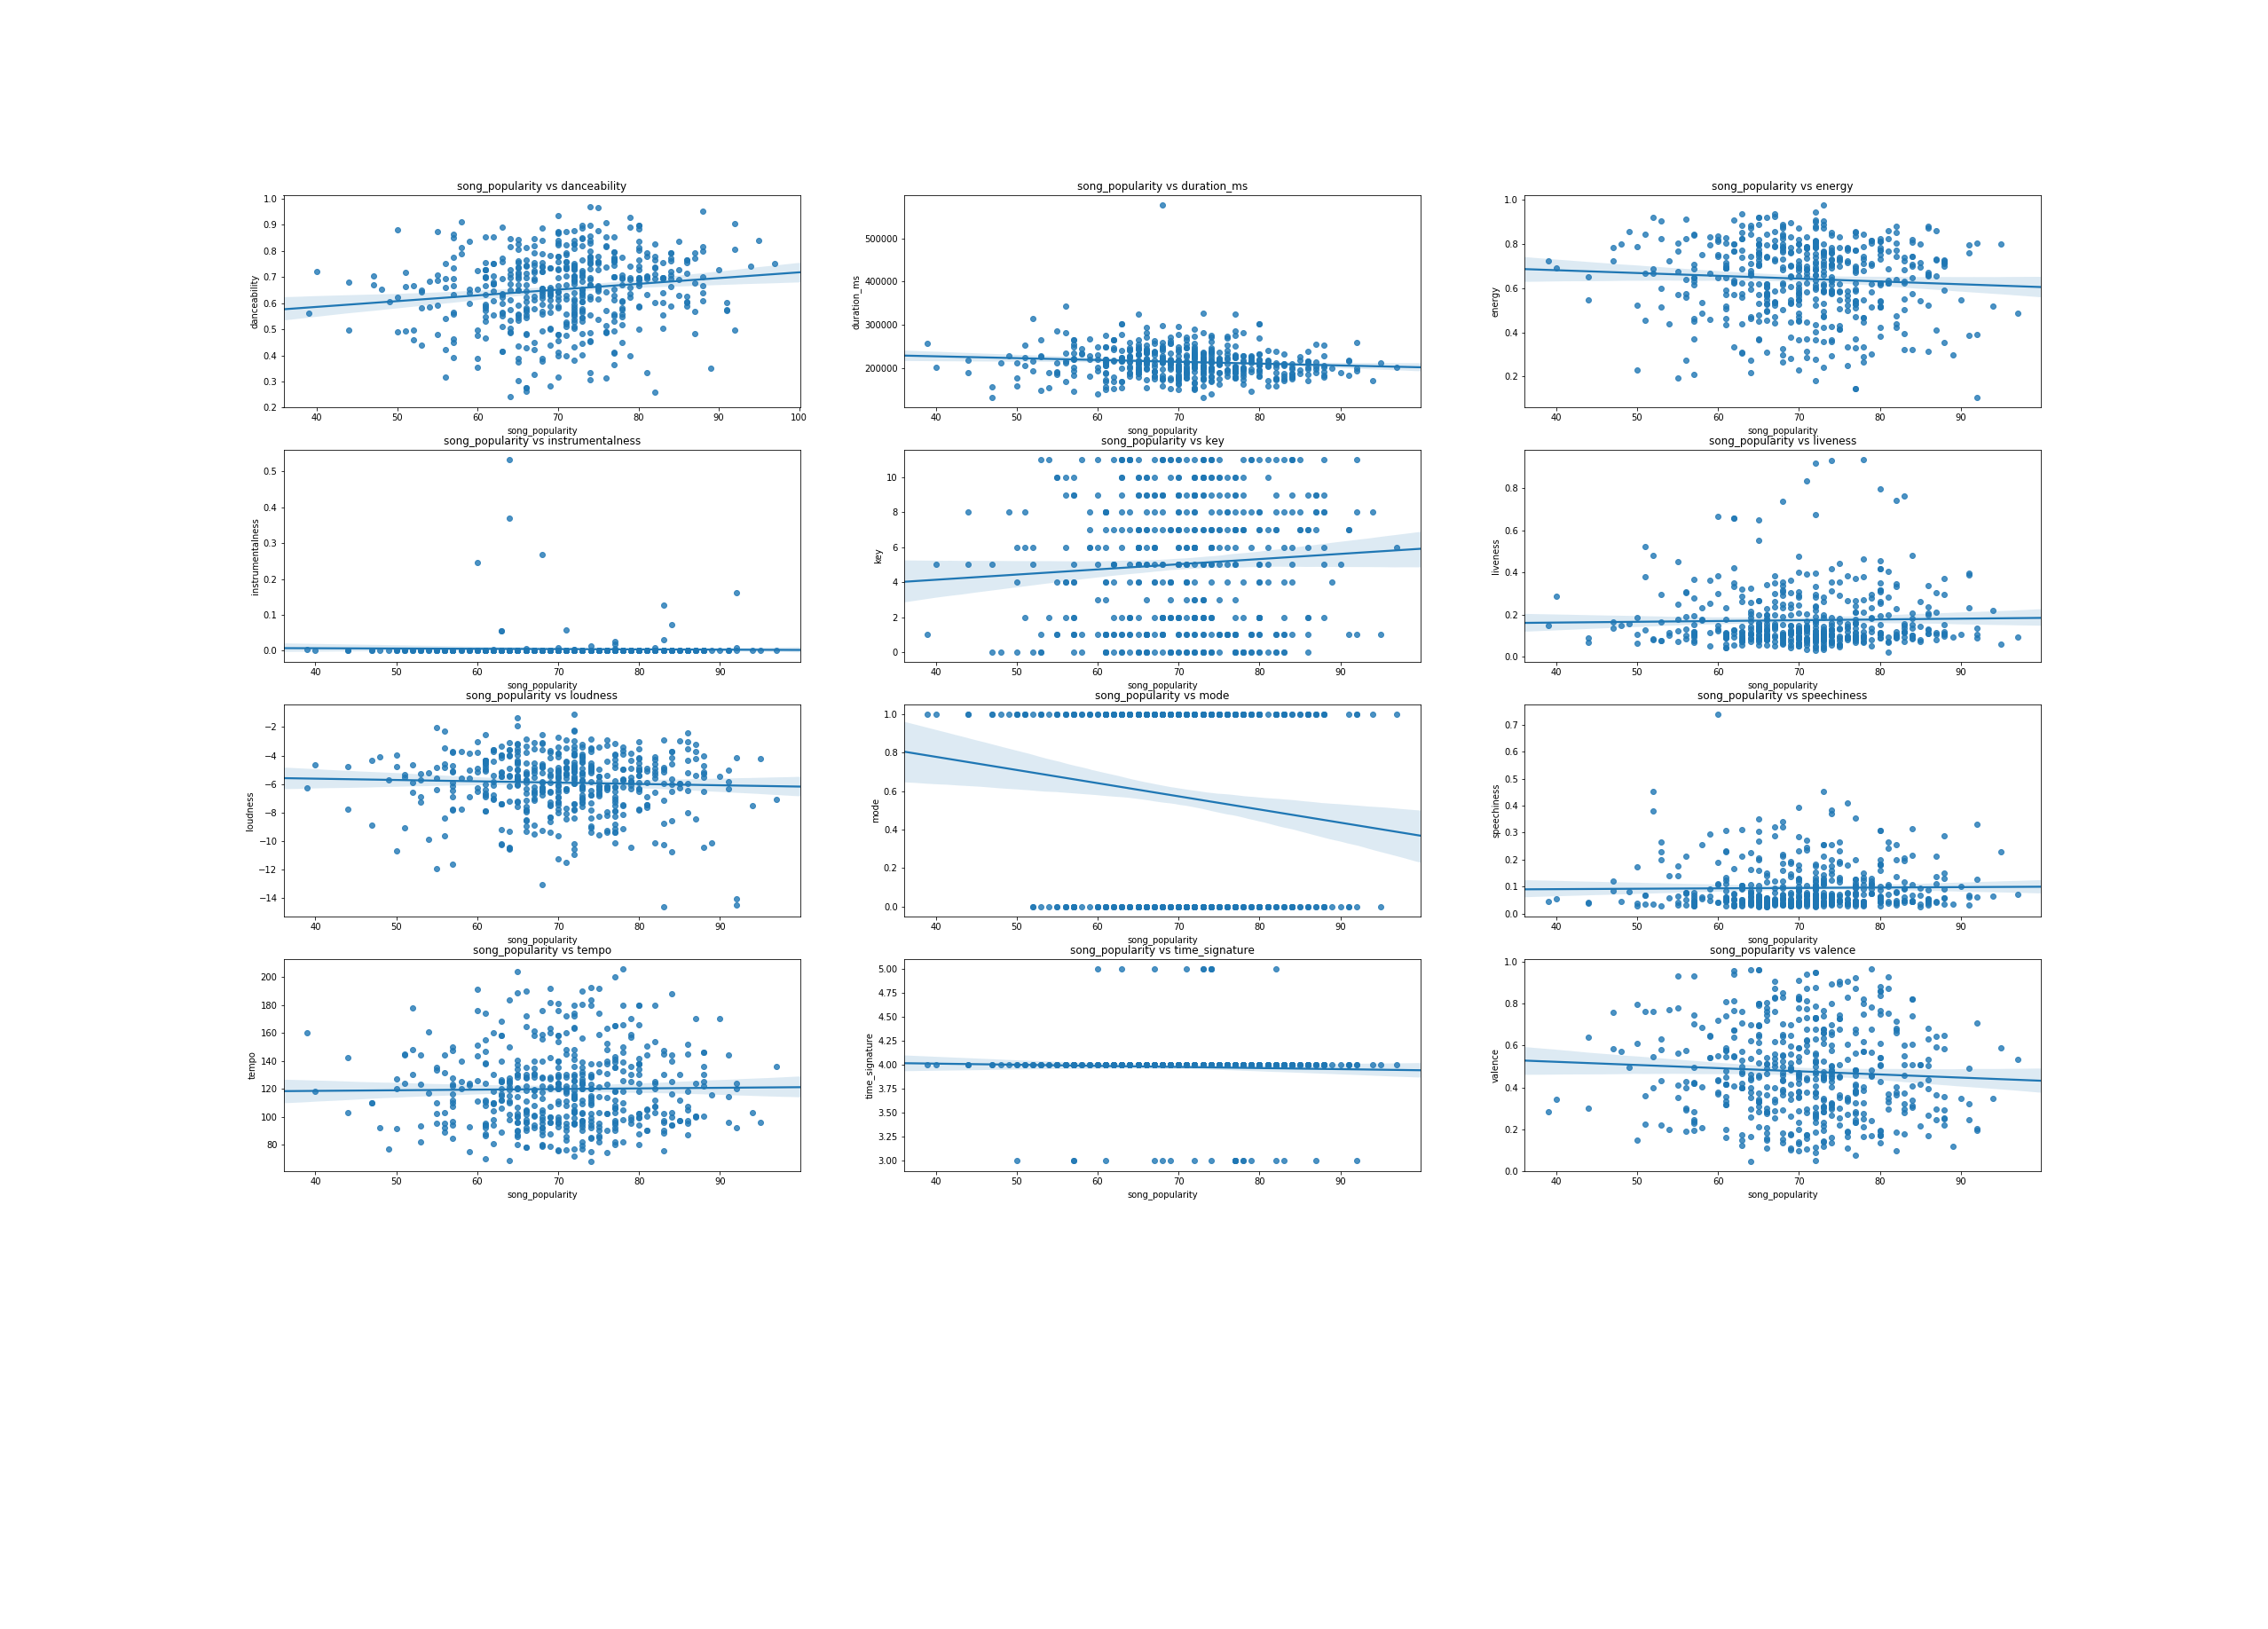 song_popularity vs danceability
1.0
0.9
0.8
0.7
0.6
0.5
0.4
0.3
0.2
danceability
40 50 60 70 80 90 100
song_popularity
song_popularity vs duration_ms
500000
400000
300000
200000
duration_ms
40 50 60 70 80 90
song_popularity vs energy
1.0
0.8
0.6
0.4
0.2
energy
40 50 60 70 80 90
song_popularity
song_popularity vs instrumentalness
0.5
0.4
0.3
0.2
0.1
0.0
instrumentalness
40 50 60 70 80 90
song_popularity
song_popularity vs key
10
8
6
4
2
0
key
40 50 60 70 80 90
song_popularity
song_popularity vs liveness
0.8
0.6
0.4
0.2
0.0
liveness
40 50 60 70 80 90
song_popularity
song_popularity vs loudness
−2
−4
−6
−8
−10
−12
−14
loudness
40 50 60 70 80 90
song_popularity
song_popularity vs mode
1.0
0.8
0.6
0.4
0.2
0.0
mode
40 50 60 70 80 90
song_popularity
song_popularity vs speechiness
0.7
0.6
0.5
0.4
0.3
0.2
0.1
0.0
speechiness
40 50 60 70 80 90
song_popularity
song_popularity vs tempo
200
180
160
140
120
100
80
tempo
40 50 60 70 80 90
song_popularity
song_popularity vs time_signature
5.00
4.75
4.50
4.25
4.00
3.75
3.50
3.25
3.00
time_signature
40 50 60 70 80 90
song_popularity
song_popularity vs valence
1.0
0.8
0.6
0.4
0.2
0.0
valence
40 50 60 70 80 90
song_popularity